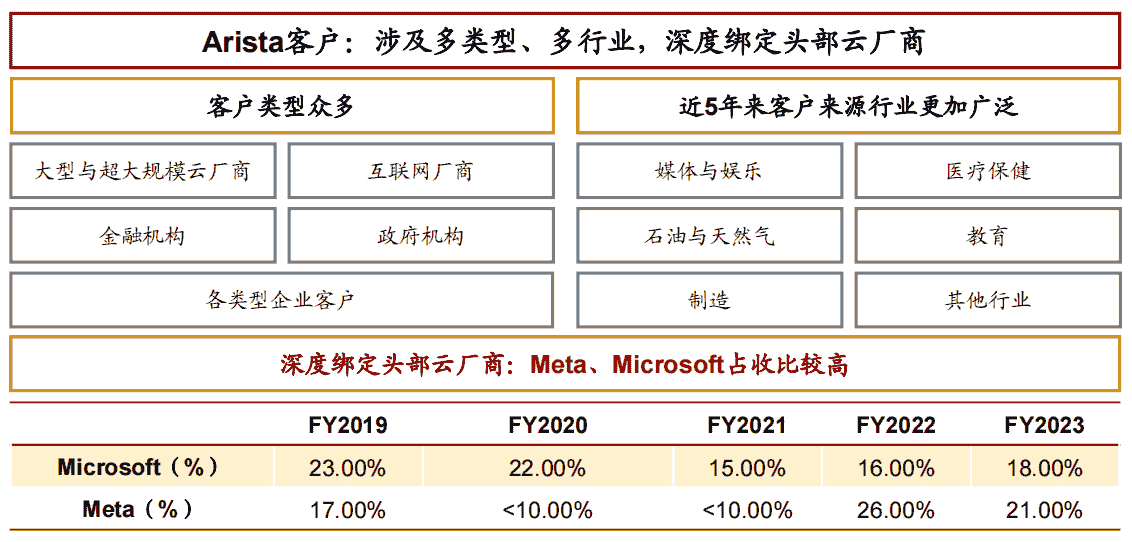 Arista客户：涉及多类型、多行业，深度绑定头部云厂商
客户类型众多
近5年来客户来源行业更加广泛
大型与超大规模云厂商
互联网厂商
媒体与娱乐
医疗保健
金融机构
政府机构
石油与天然气
教育
各类型企业客户
制造
其他行业
深度绑定头部云厂商：Meta、Microsoft占收比较高
FY2019 FY2020 FY2021 FY2022 FY2023
Microsoft（%） 23.00% 22.00% 15.00% 16.00% 18.00%
Meta（%） 17.00% <10.00% <10.00% 26.00% 21.00%